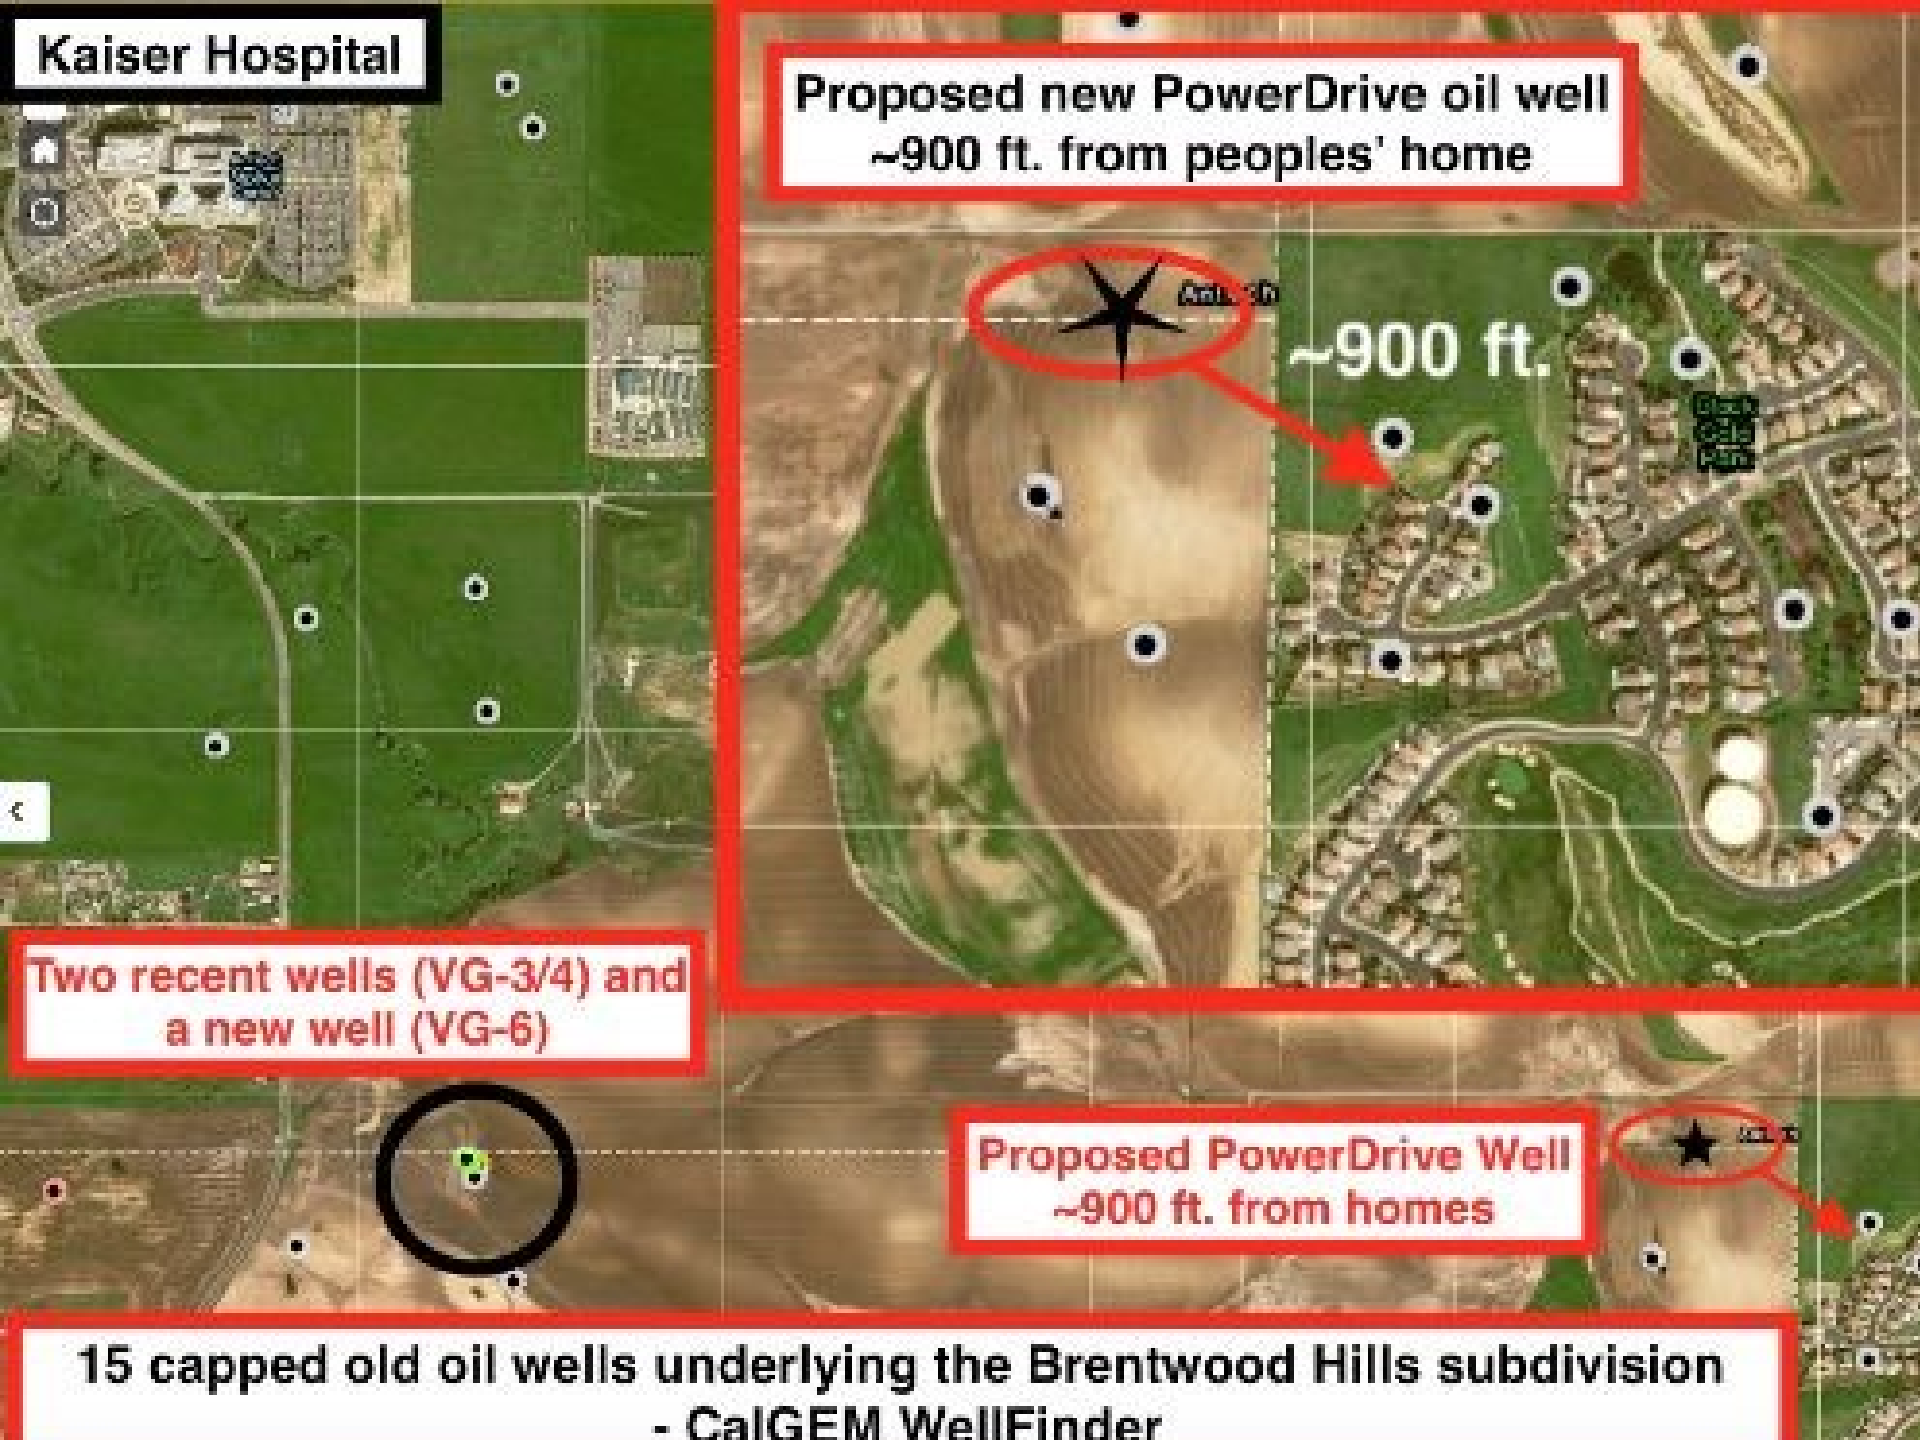 Kaiser Hospital
Proposed new PowerDrive oil well
~900 ft. from peoples' home
~900 ft.
Two recent wells (VG-3/4) and
a new well (VG-6)
Proposed PowerDrive Well
~900 ft. from homes
15 capped old oil wells underlying the Brentwood Hills subdivision
- CalGEM WellFinder